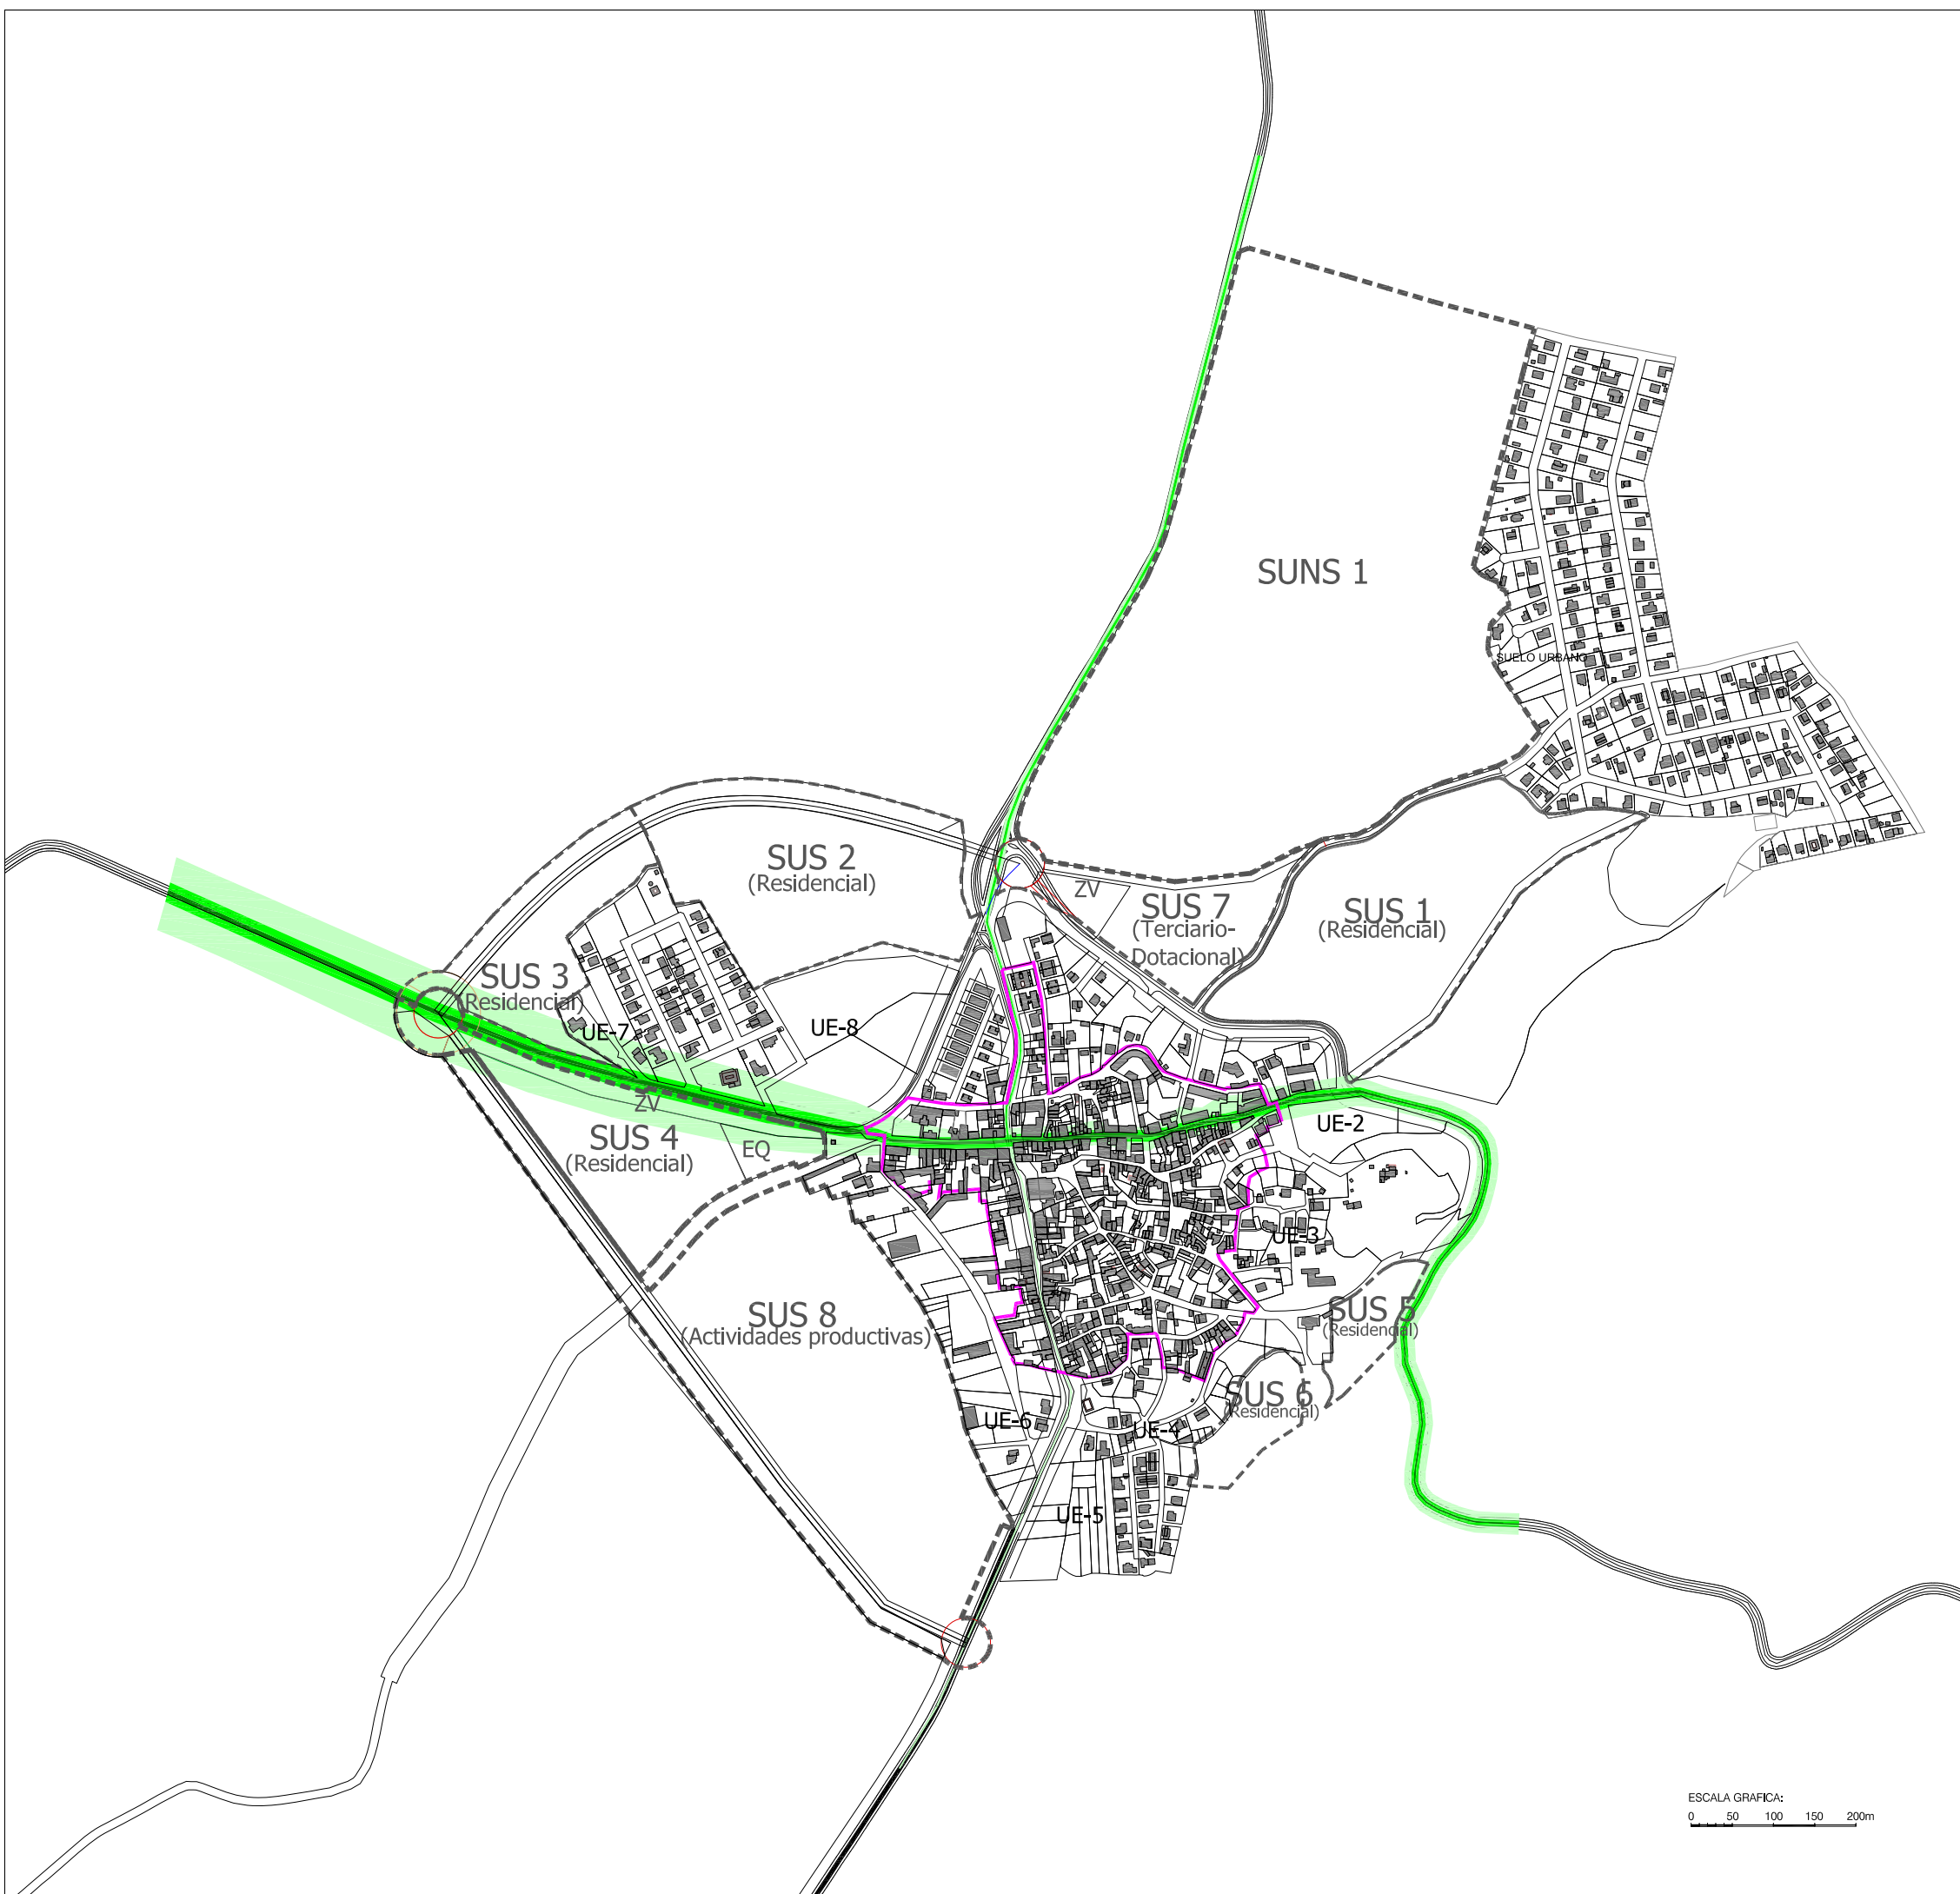 SUNS 1
SUELO URBANO
SUS 2
(Residencial)
ZV
SUS 7
(Terciario-
Dotacional)
SUS 1
(Residencial)
SUS 3
(Residencial)
UE-7
UE-8
ZV
SUS 4
(Residencial)
EQ
UE-2
UE-3
SUS 5
(Residencial)
SUS 8
(Actividades productivas)
SUS 6
(Residencial)
UE-6
UE-4
UE-5
ESCALA GRAFICA:
0 50 100 150 200m